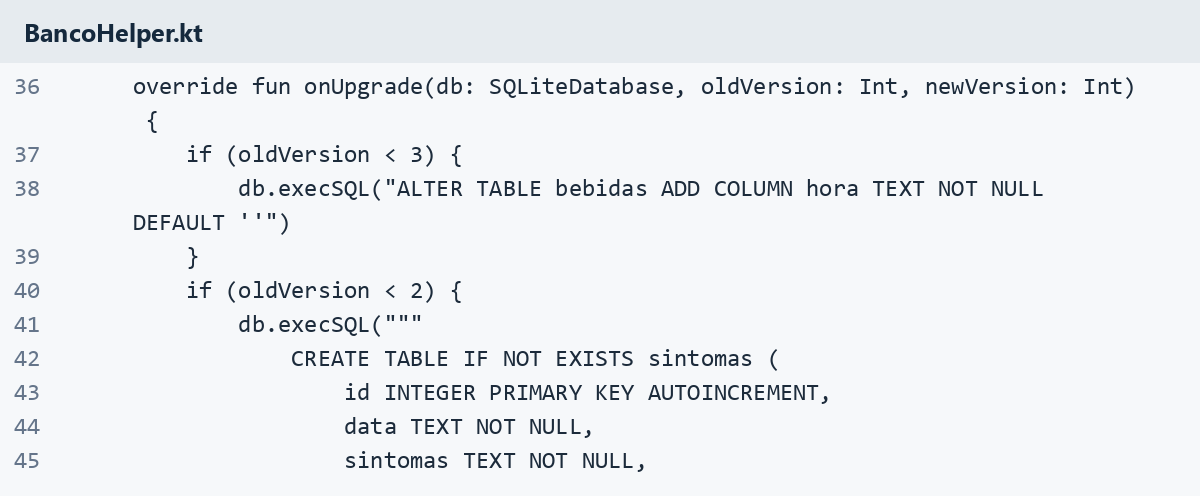 BancoHelper.kt
36 override fun onUpgrade(db: SQLiteDatabase, oldVersion: Int, newVersion: Int)
{
37 if (oldVersion < 3) {
38 db.execSQL("ALTER TABLE bebidas ADD COLUMN hora TEXT NOT NULL
DEFAULT ''")
39 }
40 if (oldVersion < 2) {
41 db.execSQL("""
42 CREATE TABLE IF NOT EXISTS sintomas (
43 id INTEGER PRIMARY KEY AUTOINCREMENT,
44 data TEXT NOT NULL,
45 sintomas TEXT NOT NULL,